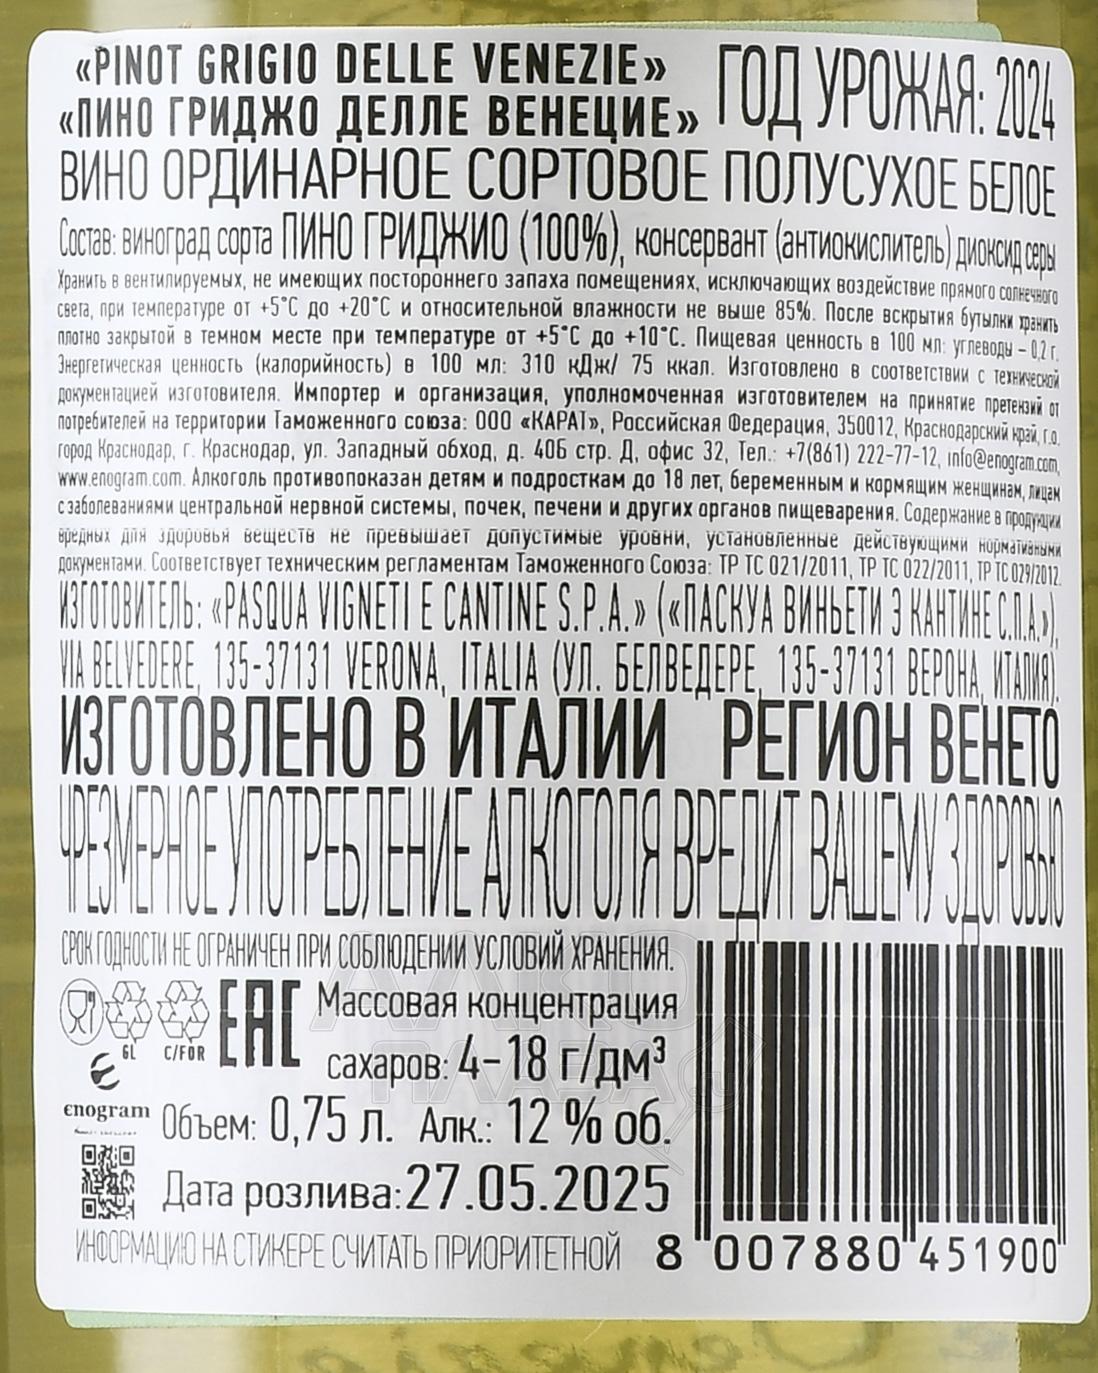 «PINOT GRIGIO DELLE VENEZIE»
«ПИНО ГРИДЖО ДЕЛЛЕ ВЕНЕЦИЕ» ГОД УРОЖАЯ: 2024
ВИНО ОРДИНАРНОЕ СОРТОВОЕ ПОЛУСУХОЕ БЕЛОЕ
Состав: виноград сорта ПИНО ГРИДЖИО (100%), консервант (антиокислитель) диоксид серы
Хранить в вентилируемых, не имеющих постороннего запаха помещениях, исключающих воздействие прямого солнечного
света, при температуре от +5°С до +20°С и относительной влажности не выше 85%. После вскрытия бутылки хранить
плотно закрытой в темном месте при температуре от +5°С до +10°С. Пищевая ценность в 100 мл: углеводы – 0,2 г.
Энергетическая ценность (калорийность) в 100 мл: 310 кДж/ 75 ккал. Изготовлено в соответствии с технической
документацией изготовителя. Импортер и организация, уполномоченная изготовителем на принятие претензий от
потребителей на территории Таможенного союза: ООО «КАРАТ», Российская Федерация, 350012, Краснодарский край, г.о.
город Краснодар, г. Краснодар, ул. Западный обход, д. 40Б стр. Д, офис 32, Тел.: +7(861) 222-77-12, info@enogram.com,
www.enogram.com. Алкоголь противопоказан детям и подросткам до 18 лет, беременным и кормящим женщинам, лицам
с заболеваниями центральной нервной системы, почек, печени и других органов пищеварения. Содержание в продукции
вредных для здоровья веществ не превышает допустимые уровни, установленные действующими нормативными
документами. Соответствует техническим регламентам Таможенного Союза: ТР ТС 021/2011, ТР ТС 022/2011, ТР ТС 029/2012.
ИЗГОТОВИТЕЛЬ: «PASQUA VIGNETI E CANTINE S.P.A.» («ПАСКУА ВИНЬЕТИ Э КАНТИНЕ С.П.А.»),
VIA BELVEDERE, 135-37131 VERONA, ITALIA (УЛ. БЕЛВЕДЕРЕ, 135-37131 ВЕРОНА, ИТАЛИЯ).
ИЗГОТОВЛЕНО В ИТАЛИИ РЕГИОН ВЕНЕТО
ЧРЕЗМЕРНОЕ УПОТРЕБЛЕНИЕ АЛКОГОЛЯ ВРЕДИТ ВАШЕМУ ЗДОРОВЬЮ
СРОК ГОДНОСТИ НЕ ОГРАНИЧЕН ПРИ СОБЛЮДЕНИИ УСЛОВИЙ ХРАНЕНИЯ.
GL C/FOR EAC Массовая концентрация
сахаров: 4-18 г/дм³
enogram
Объем: 0,75 л. Алк.: 12 % об.
Дата розлива: 27.05.2025
ИНФОРМАЦИЮ НА СТИКЕРЕ СЧИТАТЬ ПРИОРИТЕТНОЙ
8 007880 451900
АЛКО
ПЛАЗА